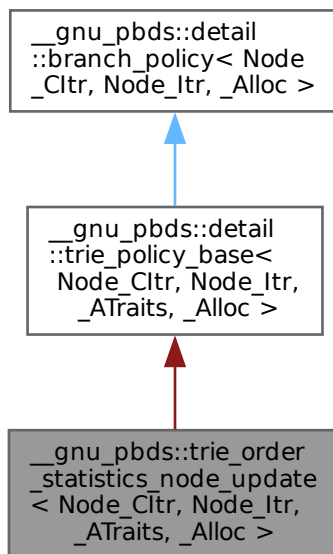 __gnu_pbds::detail
::branch_policy< Node
_CItr, Node_Itr, _Alloc >
__gnu_pbds::detail
::trie_policy_base<
Node_CItr, Node_Itr,
_ATraits, _Alloc >
__gnu_pbds::trie_order
_statistics_node_update
< Node_CItr, Node_Itr,
_ATraits, _Alloc >